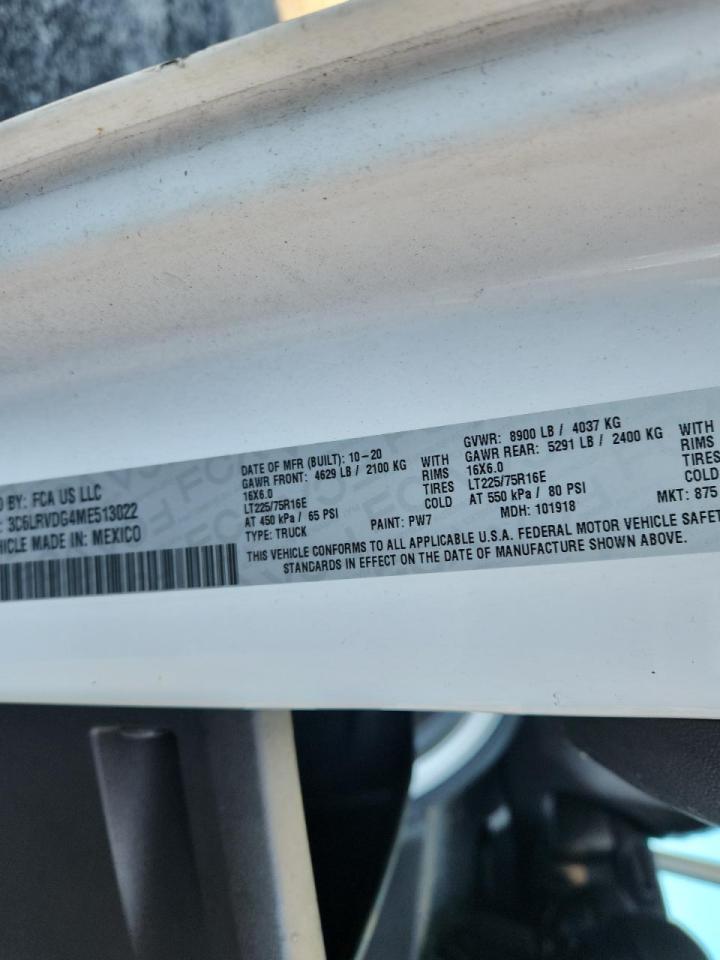 D BY: FCA US LLC
: 3C6LRVDG4ME513022
HICLE MADE IN: MEXICO
DATE OF MFR (BUILT): 10-20
GAWR FRONT: 4629 LB / 2100 KG WITH
16X6.0 RIMS
LT225/75R16E TIRES
AT 450 kPa / 65 PSI COLD
TYPE: TRUCK PAINT: PW7
GVWR: 8900 LB / 4037 KG
GAWR REAR: 5291 LB / 2400 KG WITH
16X6.0 RIMS
LT225/75R16E TIRES
AT 550 kPa / 80 PSI COLD
MDH: 101918 MKT: 875
THIS VEHICLE CONFORMS TO ALL APPLICABLE U.S.A. FEDERAL MOTOR VEHICLE SAFET
STANDARDS IN EFFECT ON THE DATE OF MANUFACTURE SHOWN ABOVE.